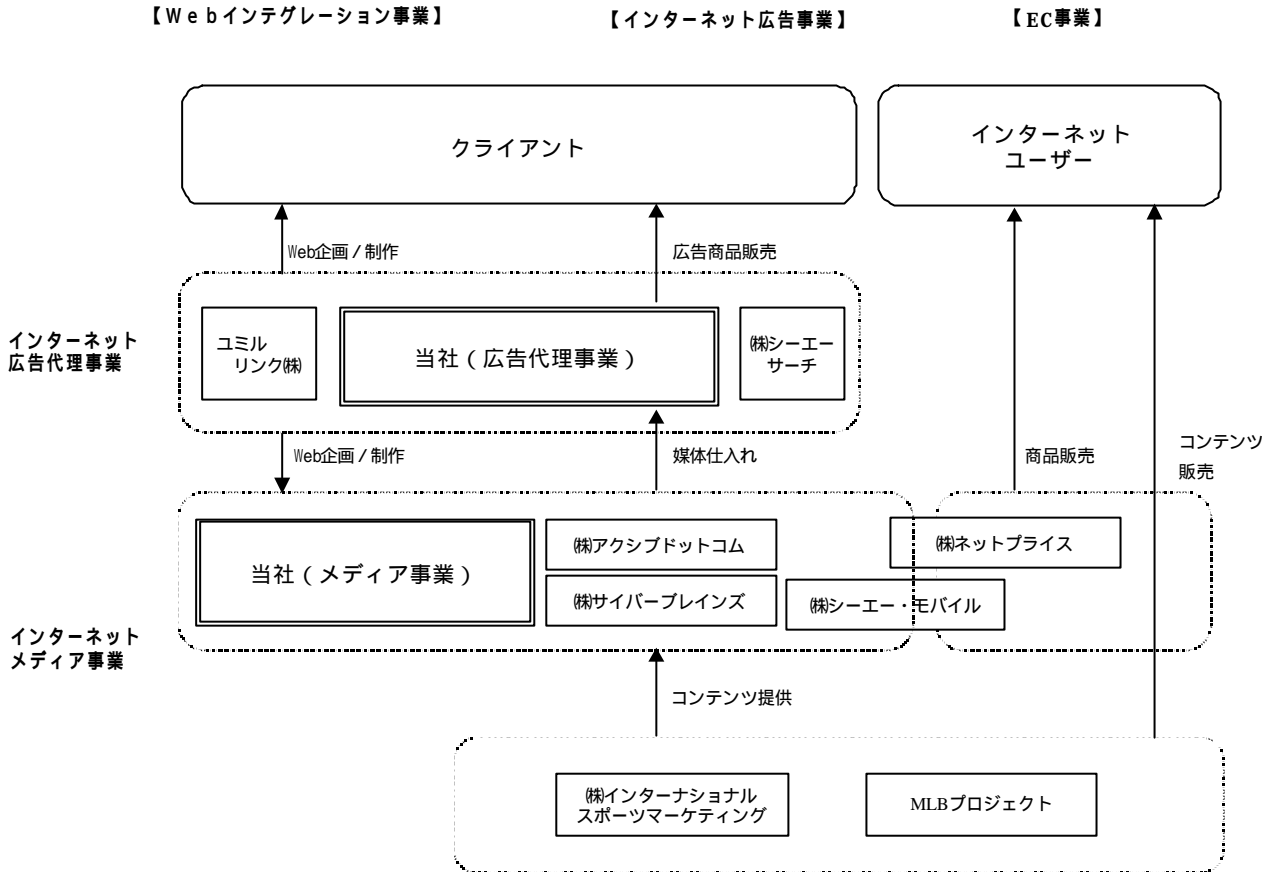 【Ｗｅｂインテグレーション事業】
【インターネット広告事業】
【EC事業】
クライアント
インターネット
ユーザー
Web企画／制作
広告商品販売
インターネット
広告代理事業
ユミル
リンク㈱
当社（広告代理事業）
㈱シーエー
サーチ
Web企画／制作
媒体仕入れ
商品販売
コンテンツ
販売
当社（メディア事業）
㈱アクシブドットコム
㈱サイバーブレインズ
㈱ネットプライス
㈱シーエー・モバイル
インターネット
メディア事業
コンテンツ提供
㈱インターナショナル
スポーツマーケティング
MLBプロジェクト